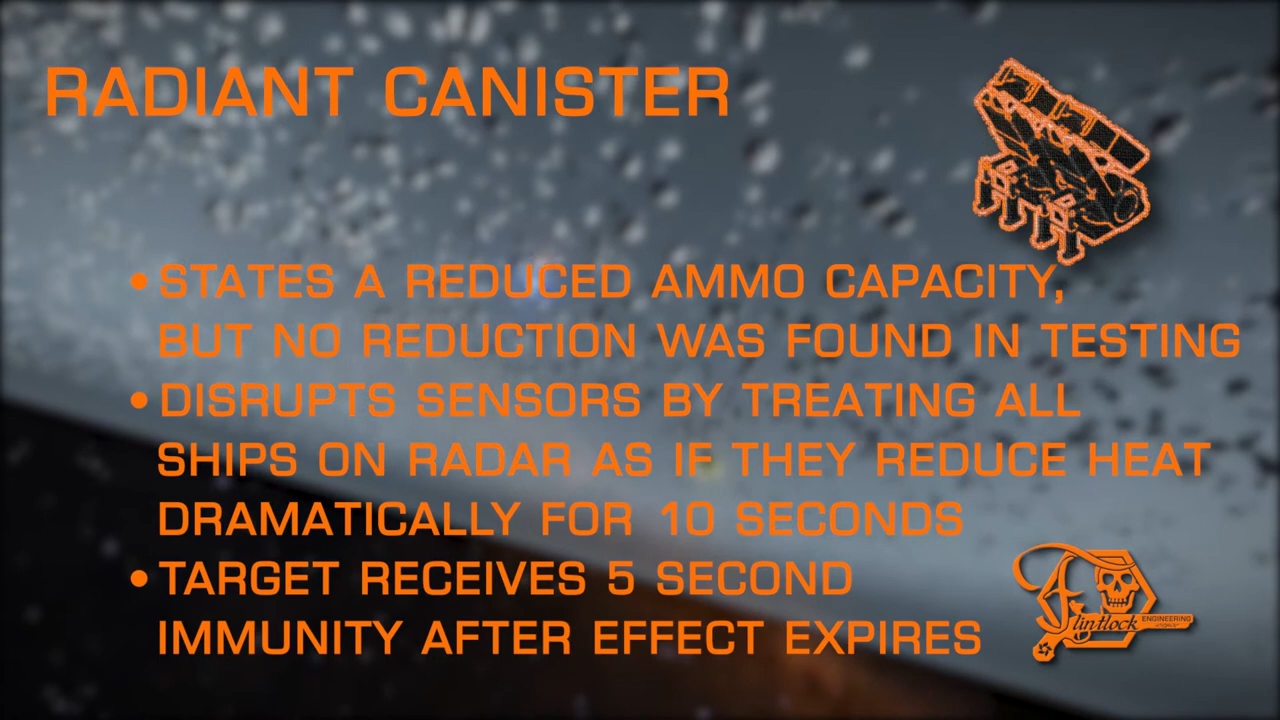 RADIANT CANISTER
• STATES A REDUCED AMMO CAPACITY,
BUT NO REDUCTION WAS FOUND IN TESTING
• DISRUPTS SENSORS BY TREATING ALL
SHIPS ON RADAR AS IF THEY REDUCE HEAT
DRAMATICALLY FOR 10 SECONDS
• TARGET RECEIVES 5 SECOND
IMMUNITY AFTER EFFECT EXPIRES
Flintlock ENGINEERING